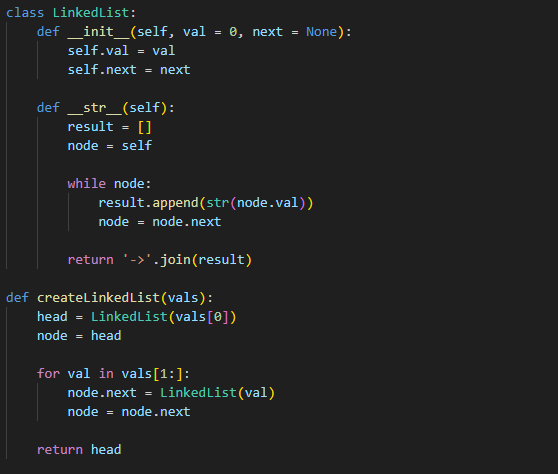 class LinkedList:
    def __init__(self, val = 0, next = None):
        self.val = val
        self.next = next

    def __str__(self):
        result = []
        node = self

        while node:
            result.append(str(node.val))
            node = node.next

        return '->'.join(result)

def createLinkedList(vals):
    head = LinkedList(vals[0])
    node = head

    for val in vals[1:]:
        node.next = LinkedList(val)
        node = node.next

    return head